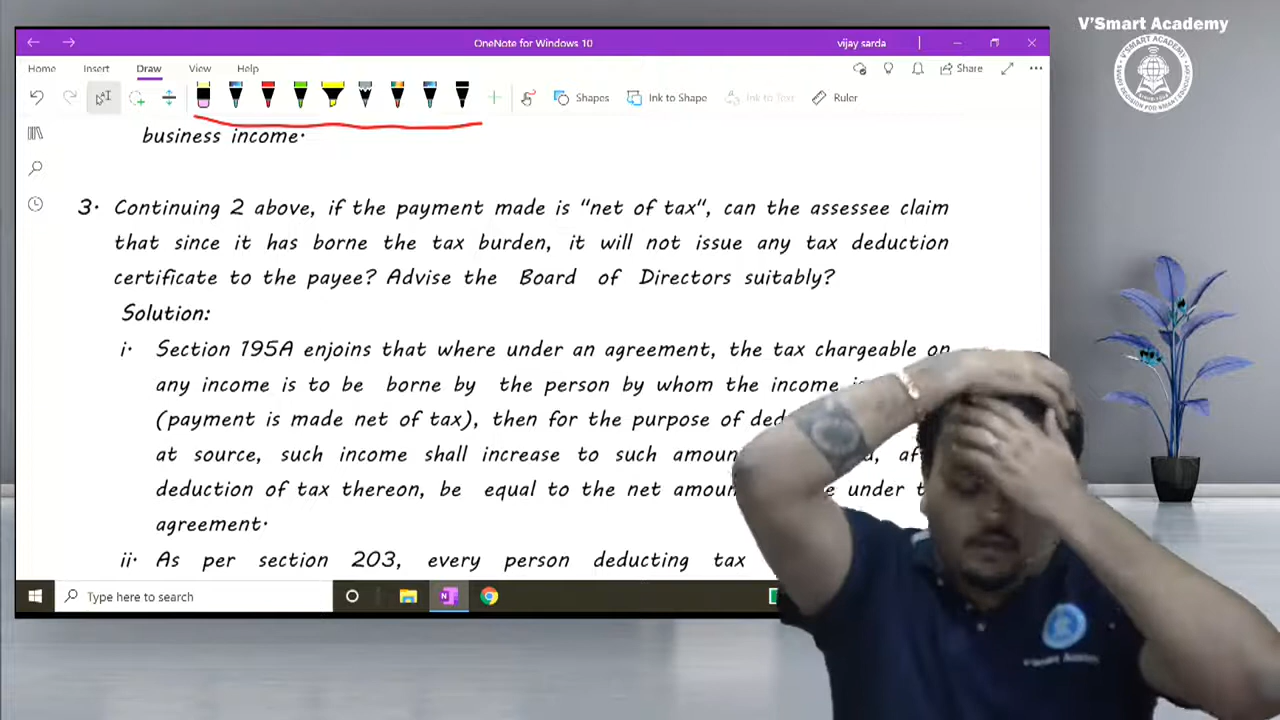 V'Smart Academy
OneNote for Windows 10
vijay sarda
Home Insert Draw View Help
Share
Shapes Ink to Shape Ink to Text Ruler
business income.
3. Continuing 2 above, if the payment made is "net of tax", can the assessee claim
that since it has borne the tax burden, it will not issue any tax deduction
certificate to the payee? Advise the Board of Directors suitably?
Solution:
i. Section 195A enjoins that where under an agreement, the tax chargeable on
any income is to be borne by the person by whom the income
(payment is made net of tax), then for the purpose of
at source, such income shall increase to such
deduction of tax thereon, be equal to the net under
agreement.
ii. As per section 203, every person deducting tax
Type here to search